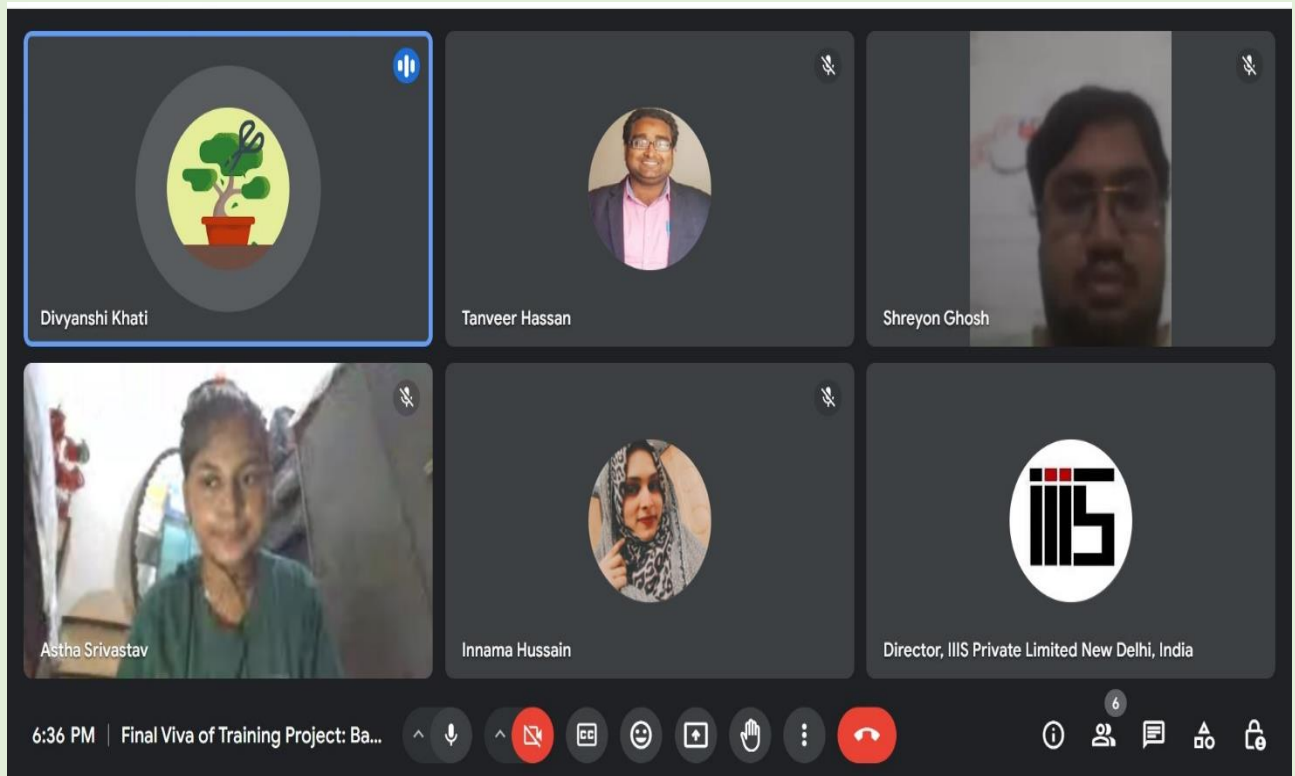 Divyanshi Khati
Tanveer Hassan
Shreyon Ghosh
Astha Srivastav
Innama Hussain
iiis
Director, IIIS Private Limited New Delhi, India
6:36 PM | Final Viva of Training Project: Ba...
CC
6